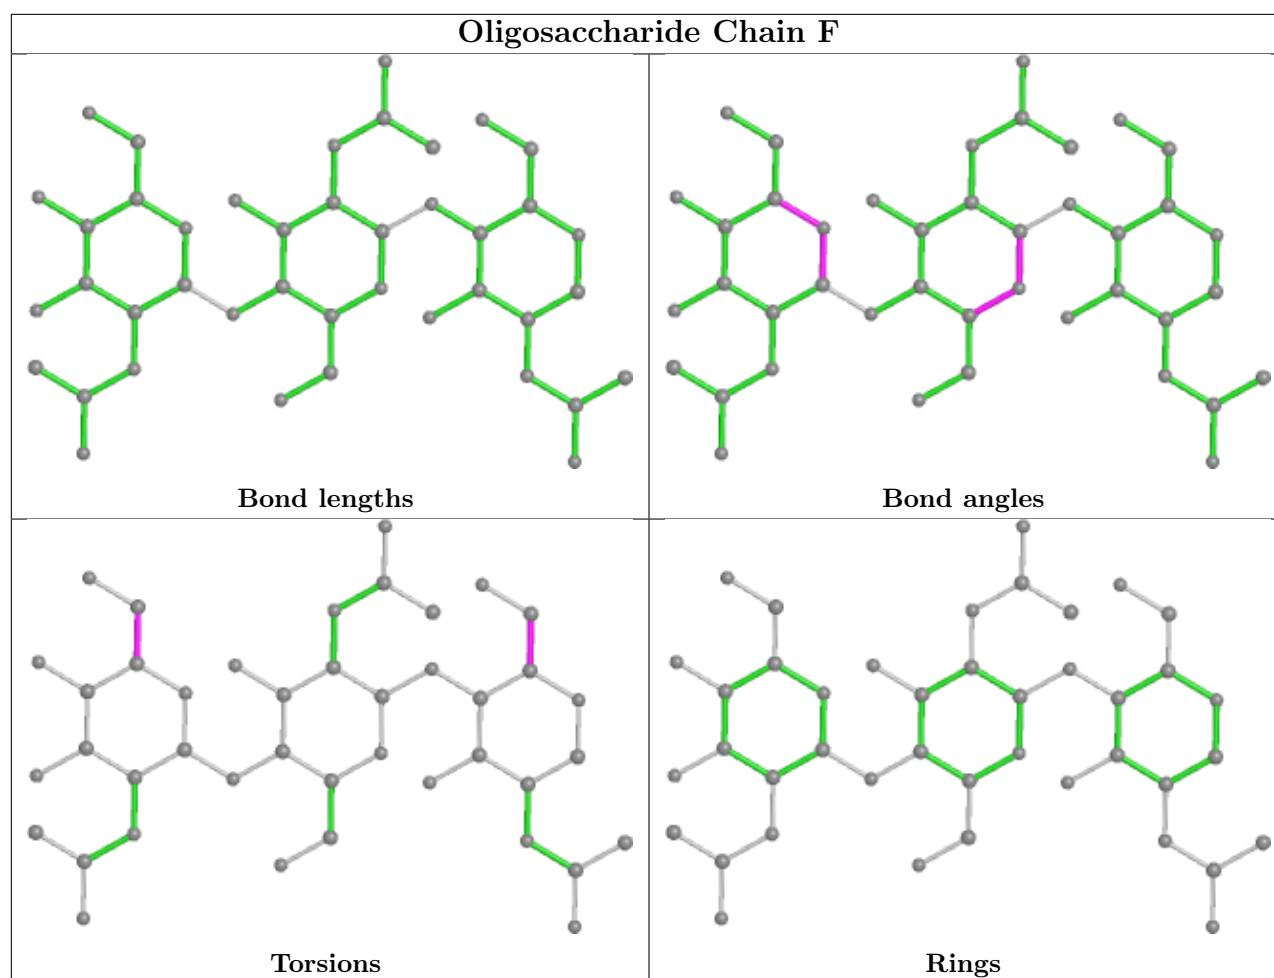 Oligosaccharide Chain F
Bond lengths
Bond angles
Torsions
Rings